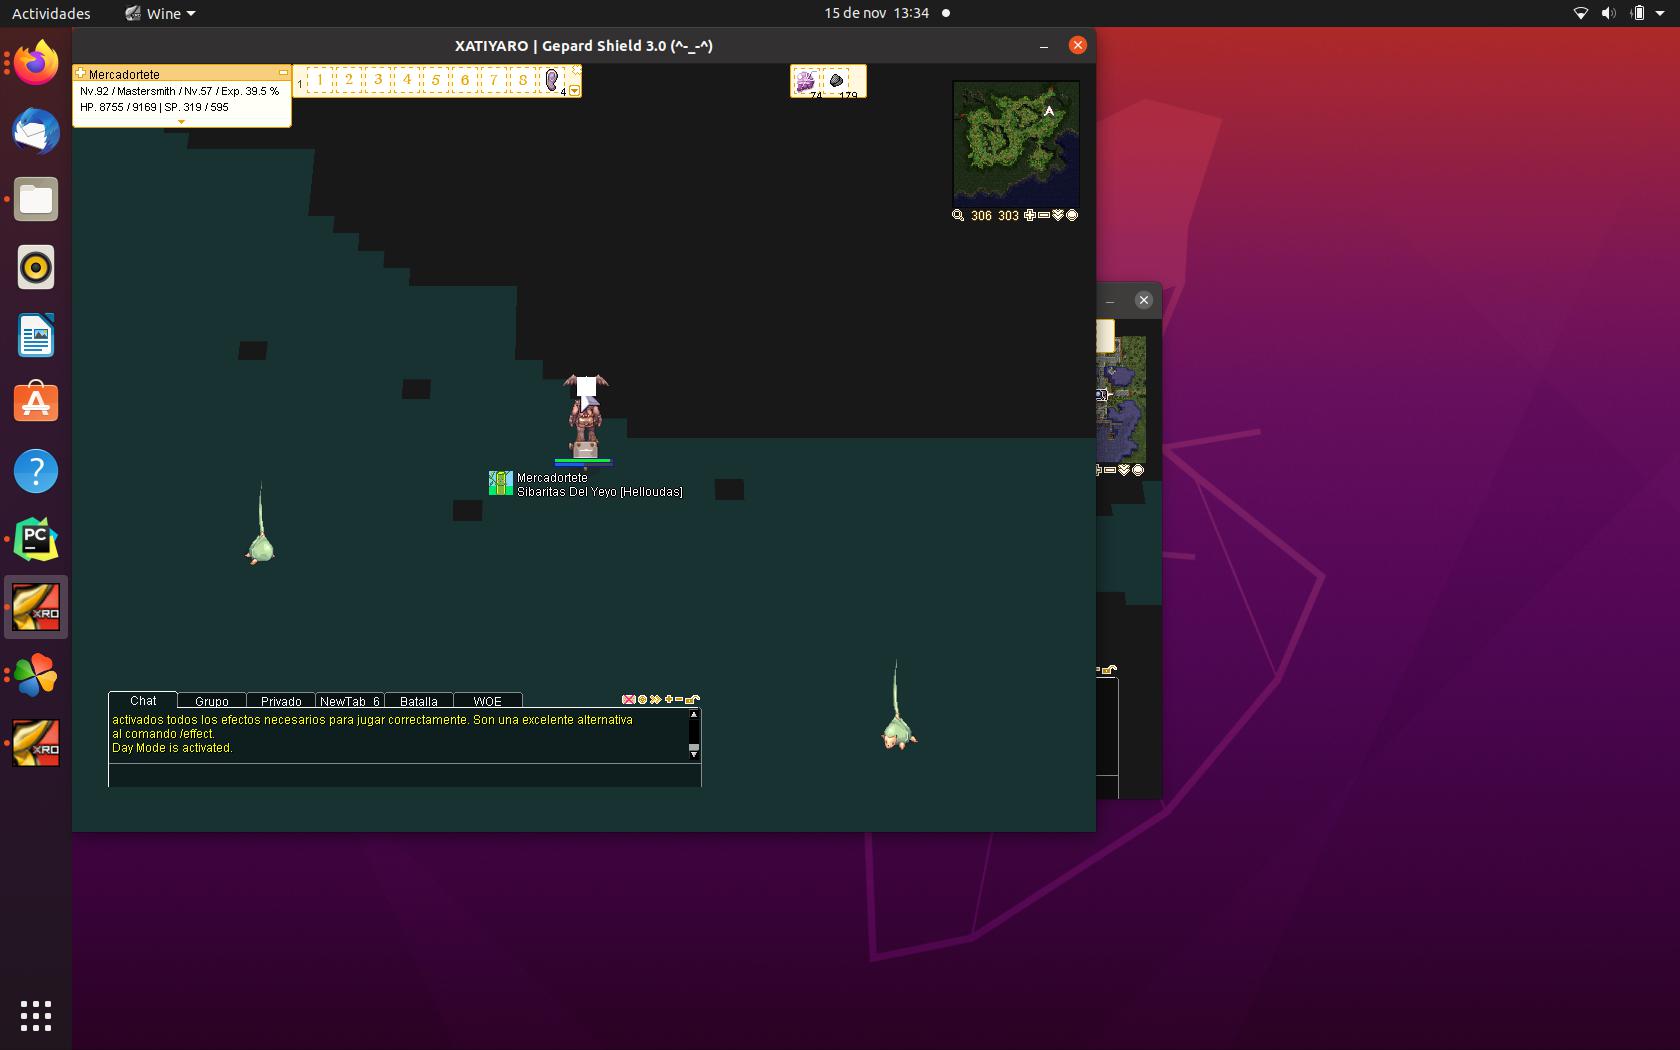 Actividades
Wine
15 de nov 13:34
XATIYARO | Gepard Shield 3.0 (^-_-^)
Mercadortete
Nv.92 / Mastersmith / Nv.57 / Exp. 39.5 %
HP. 8755 / 9169 | SP. 319 / 595
1 1 2 3 4 5 6 7 8 4
74 179
306 303
Mercadortete
Sibaritas Del Yeyo [Helloudas]
PC
XRO
XRO
Chat Grupo Privado NewTab_6 Batalla WOE
activados todos los efectos necesarios para jugar correctamente. Son una excelente alternativa
al comando /effect.
Day Mode is activated.